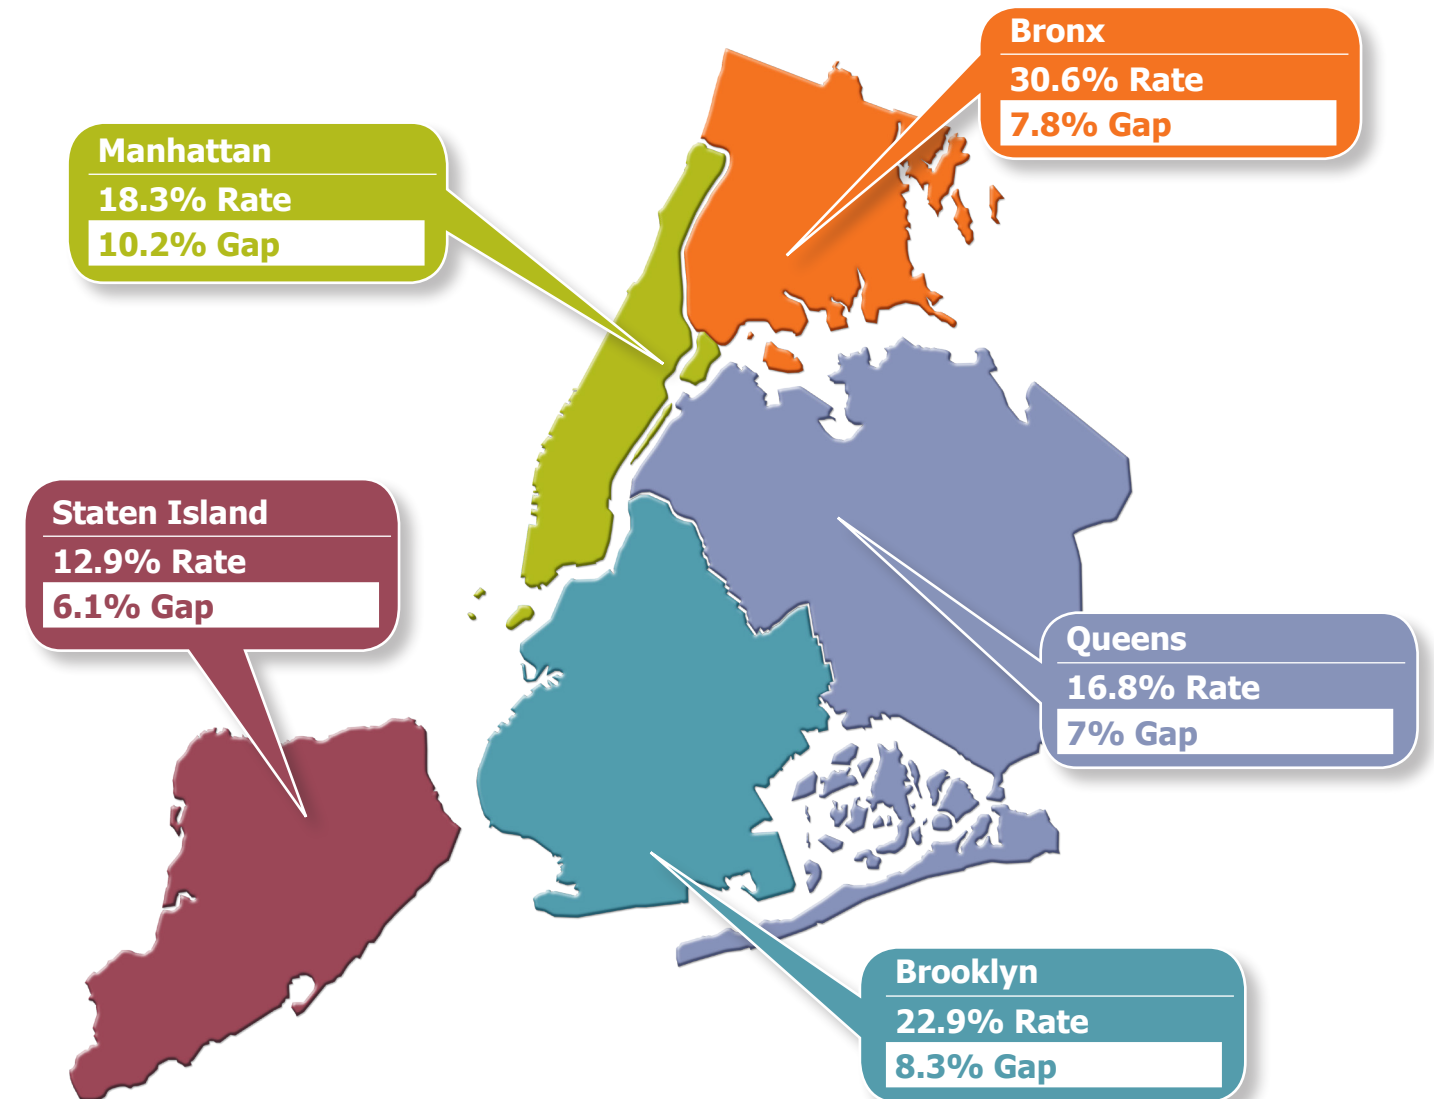 Bronx
30.6% Rate
7.8% Gap
Manhattan
18.3% Rate
10.2% Gap
Staten Island
12.9% Rate
6.1% Gap
Queens
16.8% Rate
7% Gap
Brooklyn
22.9% Rate
8.3% Gap